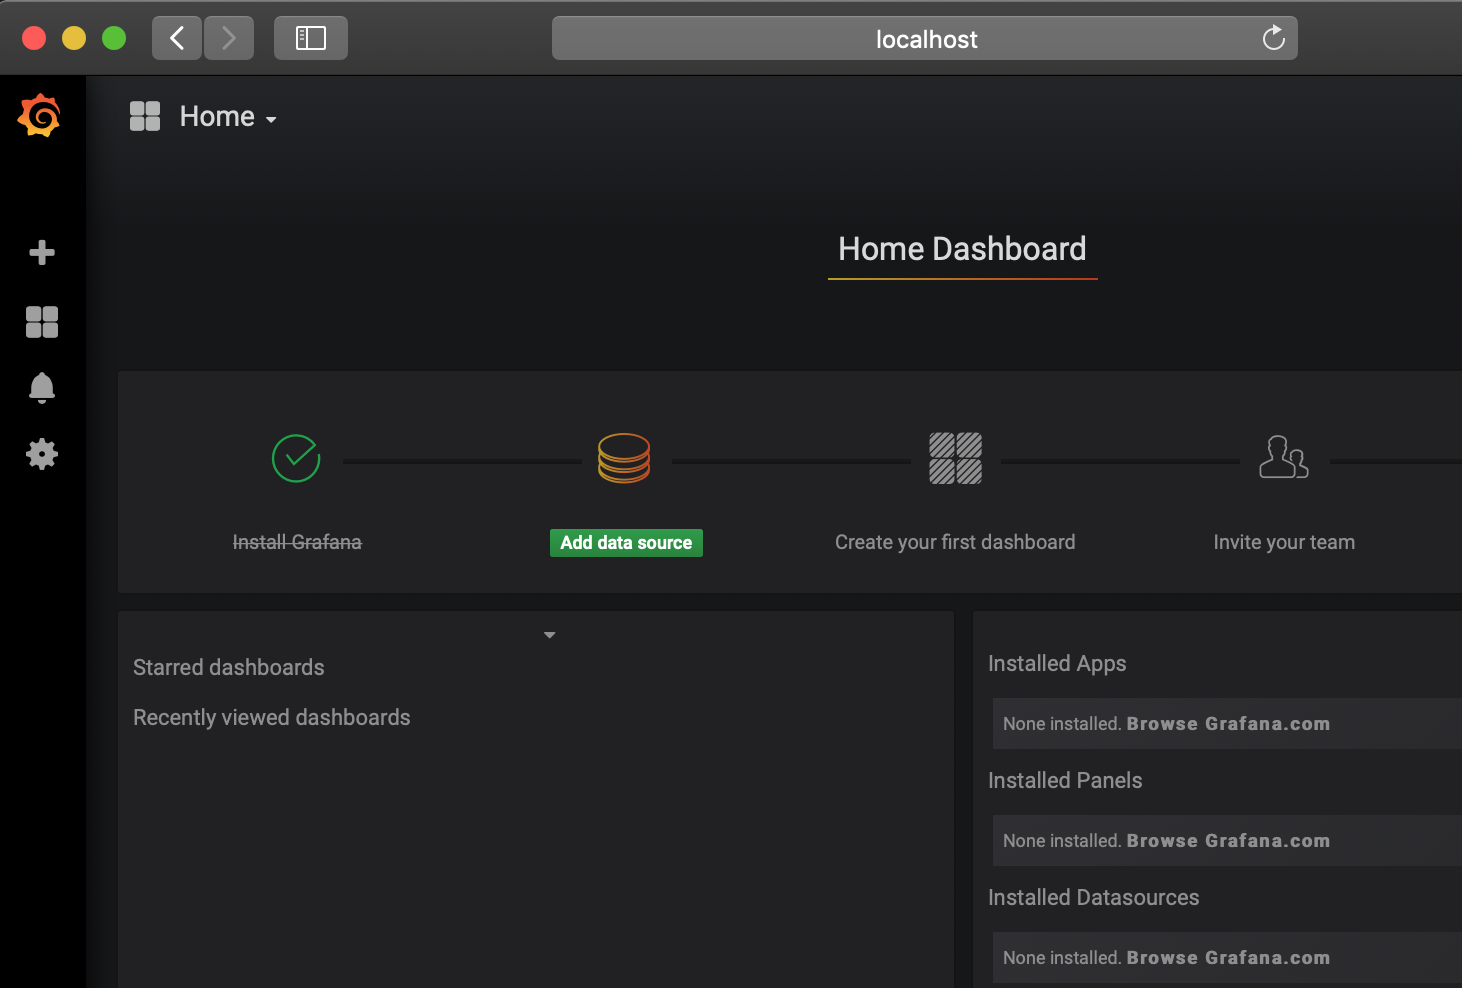 localhost
Home
Home Dashboard
Install Grafana
Add data source
Create your first dashboard
Invite your team
Starred dashboards
Recently viewed dashboards
Installed Apps
None installed. Browse Grafana.com
Installed Panels
None installed. Browse Grafana.com
Installed Datasources
None installed. Browse Grafana.com